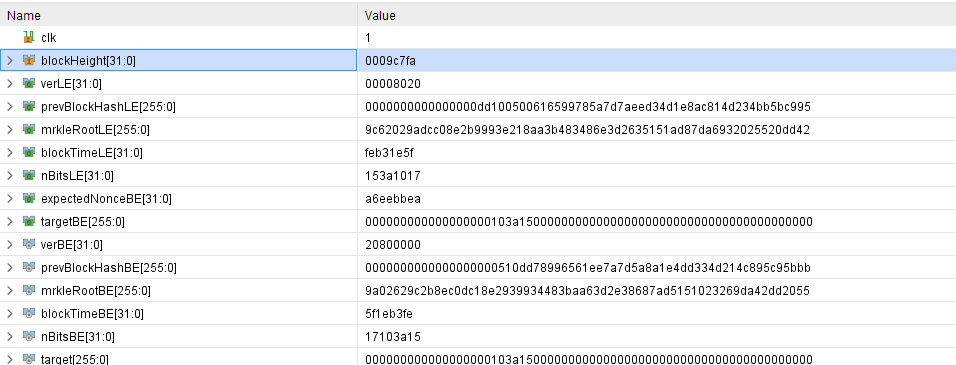 Name Value
clk 1
blockHeight[31:0] 0009c7fa
verLE[31:0] 00008020
prevBlockHashLE[255:0] 0000000000000000dd100500616599785a7d7aeed34d1e8ac814d234bb5bc995
mrkleRootLE[255:0] 9c62029adcc08e2b9993e218aa3b483486e3d2635151ad87da6932025520dd42
blockTimeLE[31:0] feb31e5f
nBitsLE[31:0] 153a1017
expectedNonceBE[31:0] a6eebbea
targetBE[255:0] 000000000000000000103a150000000000000000000000000000000000000000
verBE[31:0] 20800000
prevBlockHashBE[255:0] 0000000000000000000510dd78996561ee7a7d5a8a1e4dd334d214c895c95bbb
mrkleRootBE[255:0] 9a02629c2b8ec0dc18e2939934483baa63d2e38687ad5151023269da42dd2055
blockTimeBE[31:0] 5f1eb3fe
nBitsBE[31:0] 17103a15
target[255:0] 000000000000000000103a150000000000000000000000000000000000000000